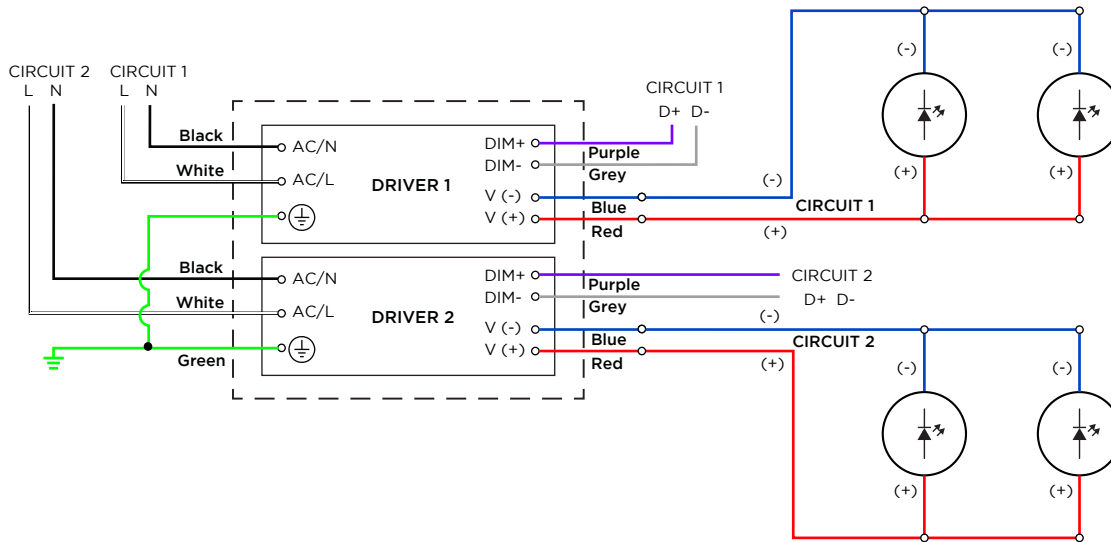 CIRCUIT 2 CIRCUIT 1
L N L N
CIRCUIT 1
D+ D-
Black
White
AC/N
AC/L
DRIVER 1
DIM+
DIM-
V (-)
V (+)
Purple
Grey
Blue
Red
(-)
(+)
CIRCUIT 1
(-)
(-)
(+)
(+)
Black
White
Green
AC/N
AC/L
DRIVER 2
DIM+
DIM-
V (-)
V (+)
Purple
Grey
Blue
Red
CIRCUIT 2
D+ D-
(-)
(+)
CIRCUIT 2
(-)
(-)
(+)
(+)